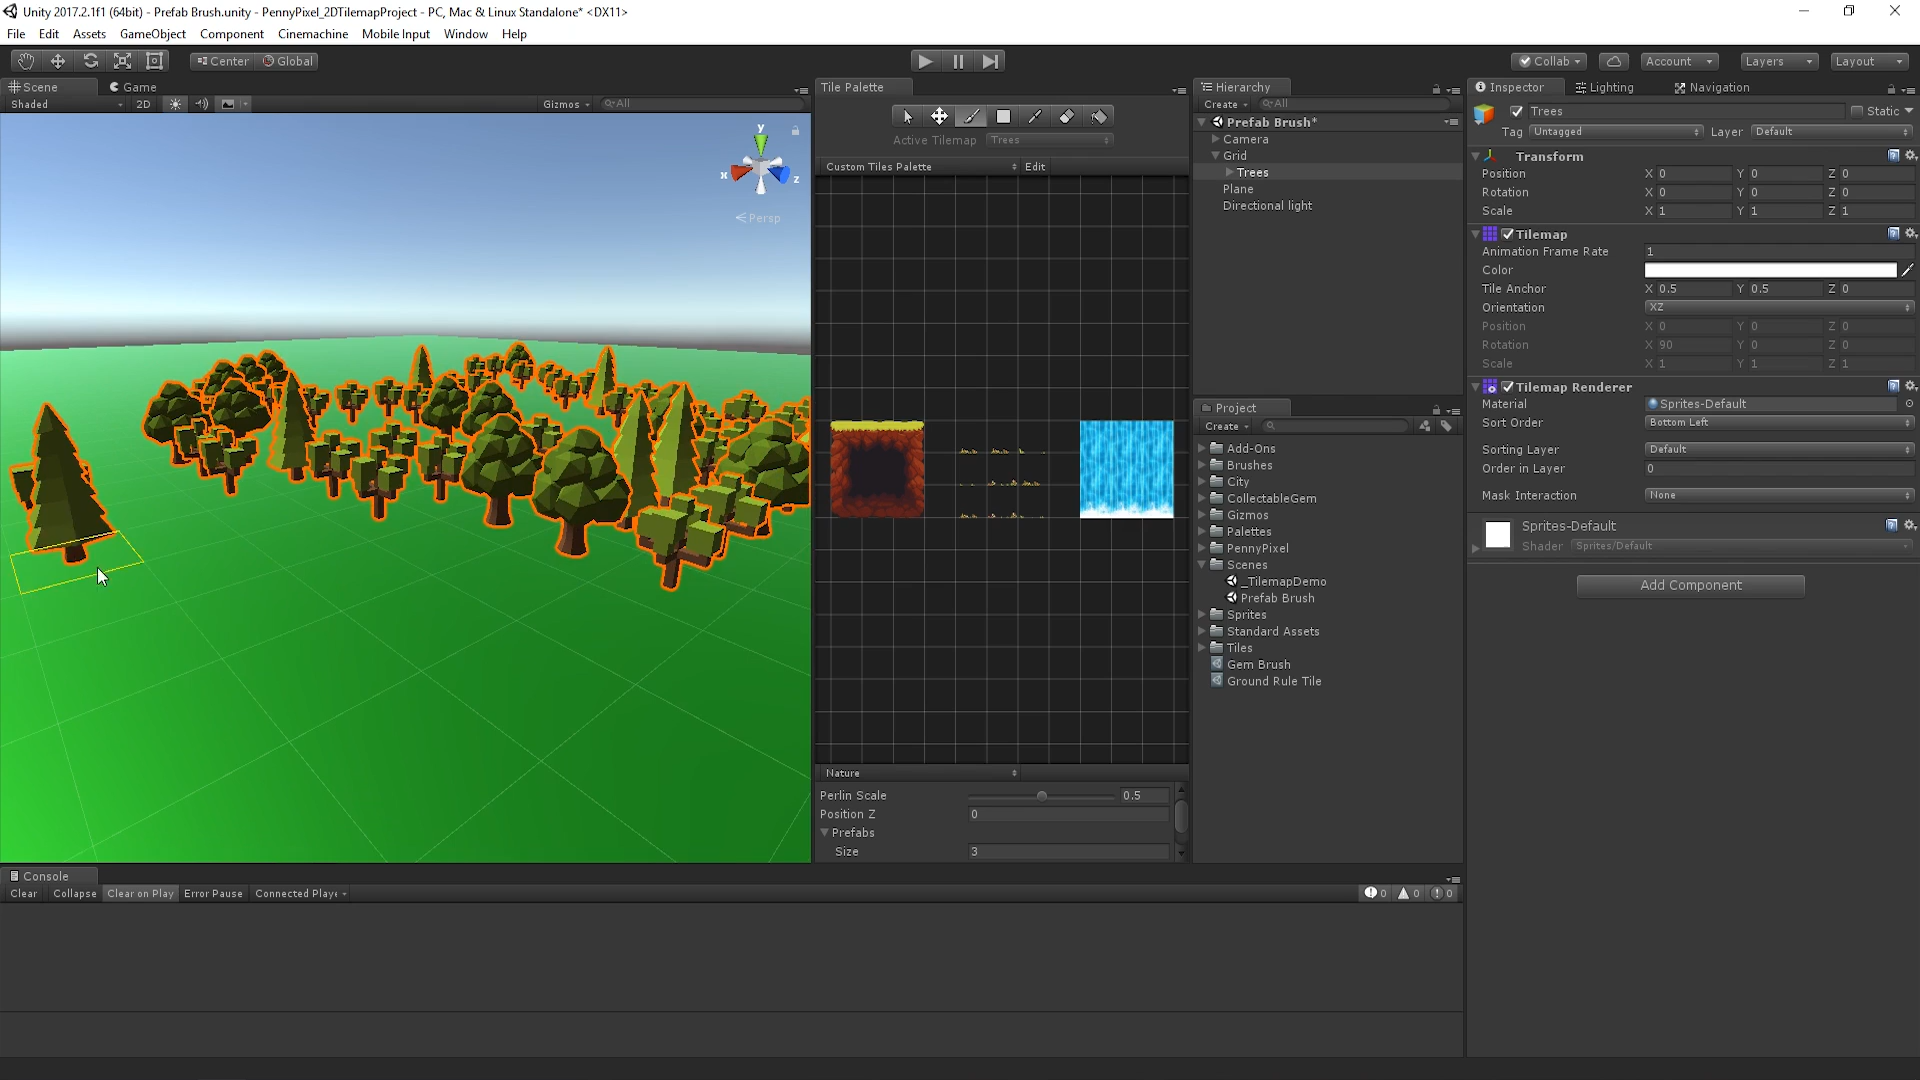 Unity 2017.2.1f1 (64bit) - Prefab Brush.unity - PennyPixel_2DTilemapProject - PC, Mac & Linux Standalone* <DX11>
File Edit Assets GameObject Component Cinemachine Mobile Input Window Help
Center Global
Collab Account Layers Layout
Scene Game
Shaded 2D Gizmos All
y
x z
Persp
Tile Palette
Active Tilemap Trees
Custom Tiles Palette Edit
Nature
Perlin Scale 0.5
Position Z 0
Prefabs
Size 3
Hierarchy
Create All
Prefab Brush*
Camera
Grid
Trees
Plane
Directional light
Project
Create
Add-Ons
Brushes
City
CollectableGem
Gizmos
Palettes
PennyPixel
Scenes
_TilemapDemo
Prefab Brush
Sprites
Standard Assets
Tiles
Gem Brush
Ground Rule Tile
Inspector Lighting Navigation
Trees Static
Tag Untagged Layer Default
Transform
Position X 0 Y 0 Z 0
Rotation X 0 Y 0 Z 0
Scale X 1 Y 1 Z 1
Tilemap
Animation Frame Rate 1
Color
Tile Anchor X 0.5 Y 0.5 Z 0
Orientation XZ
Position X 0 Y 0 Z 0
Rotation X 90 Y 0 Z 0
Scale X 1 Y 1 Z 1
Tilemap Renderer
Material Sprites-Default
Sort Order Bottom Left
Sorting Layer Default
Order in Layer 0
Mask Interaction None
Sprites-Default
Shader Sprites/Default
Add Component
Console
Clear Collapse Clear on Play Error Pause Connected Playe
0 0 0